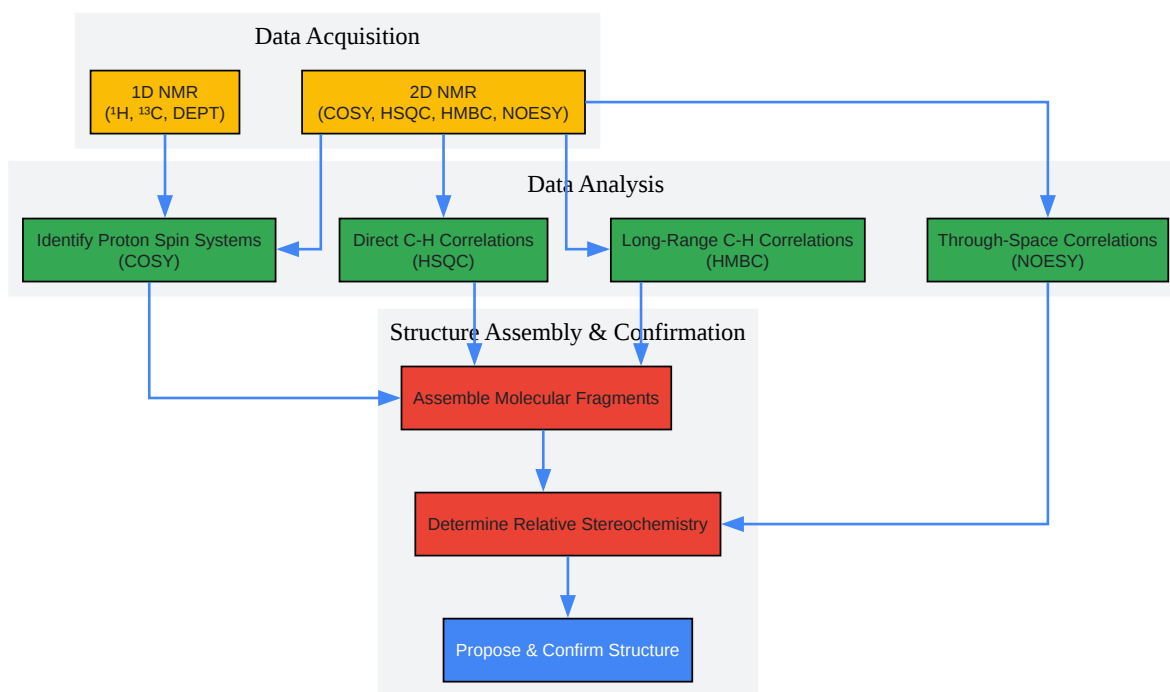 Data Acquisition
1D NMR
(¹H, ¹³C, DEPT)
2D NMR
(COSY, HSQC, HMBC, NOESY)
Data Analysis
Identify Proton Spin Systems
(COSY)
Direct C-H Correlations
(HSQC)
Long-Range C-H Correlations
(HMBC)
Through-Space Correlations
(NOESY)
Structure Assembly & Confirmation
Assemble Molecular Fragments
Determine Relative Stereochemistry
Propose & Confirm Structure